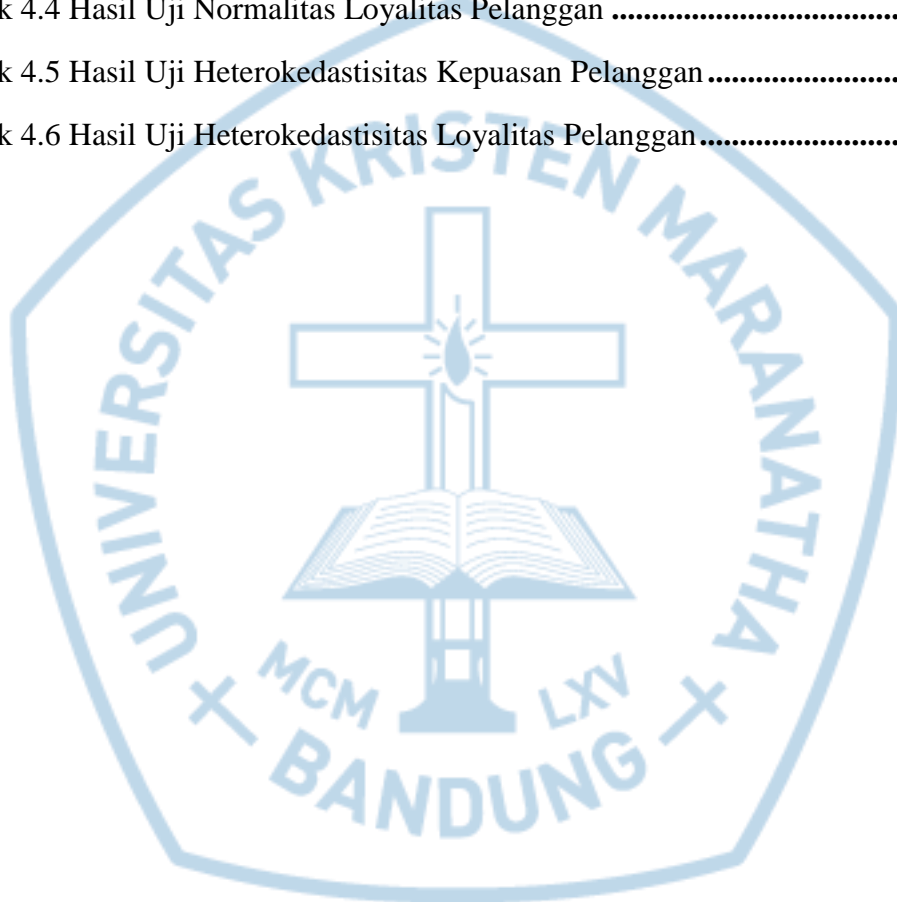 k 4.4 Hasil Uji Normalitas Loyalitas Pelanggan ....................................
k 4.5 Hasil Uji Heterokedastisitas Kepuasan Pelanggan ........................
k 4.6 Hasil Uji Heterokedastisitas Loyalitas Pelanggan .........................
UNIVERSITAS KRISTEN MARANATHA
MCM LXV
BANDUNG